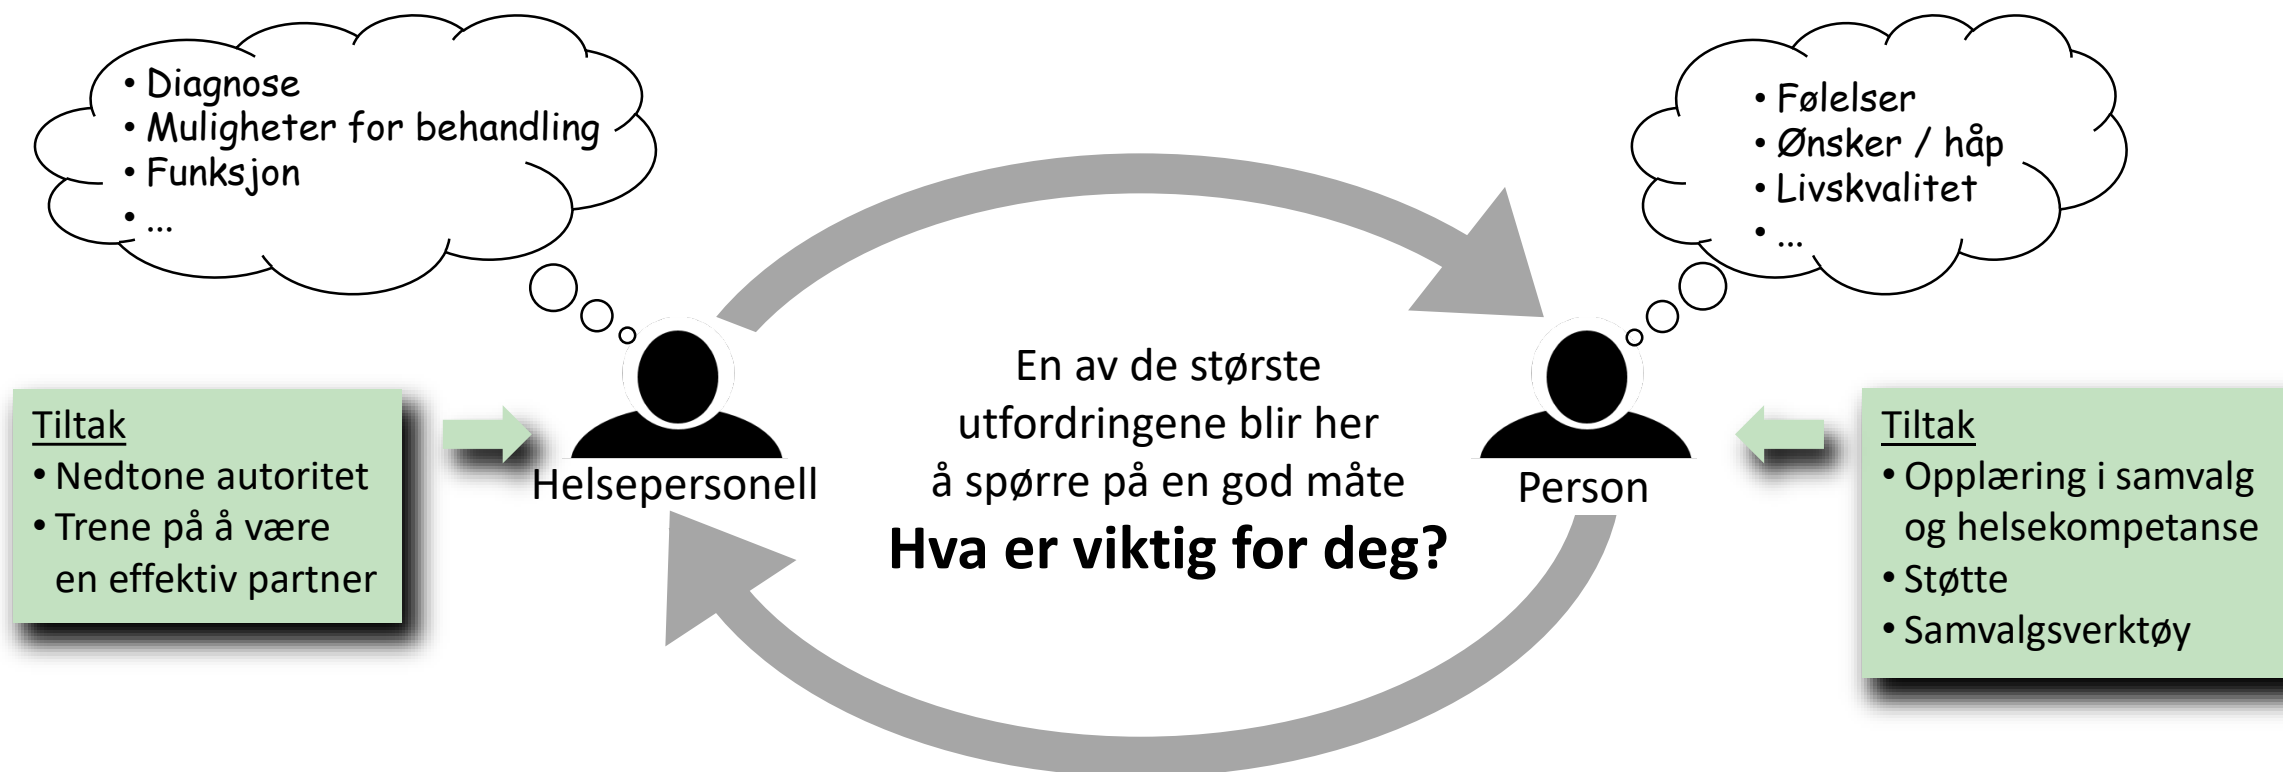 • Diagnose
• Muligheter for behandling
• Funksjon
• ...
• Følelser
• Ønsker / håp
• Livskvalitet
• ...
Tiltak
• Nedtone autoritet
• Trene på å være
en effektiv partner
Helsepersonell
En av de største
utfordringene blir her
å spørre på en god måte
Hva er viktig for deg?
Person
Tiltak
• Opplæring i samvalg
og helsekompetanse
• Støtte
• Samvalgsverktøy